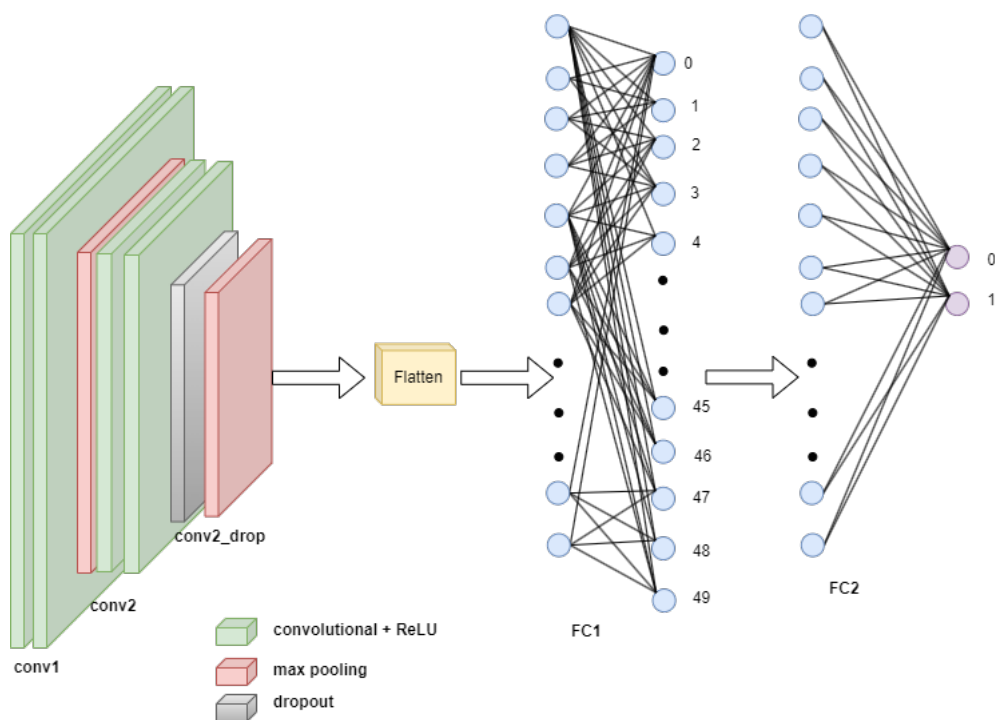 0
1
2
3
4
45
46
47
48
49
0
1
Flatten
conv2_drop
conv2
conv1
FC1
FC2
convolutional + ReLU
max pooling
dropout